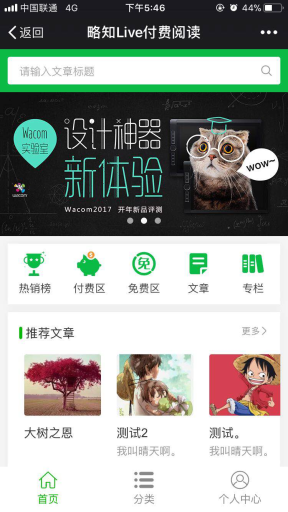 中国联通 4G 下午5:46 44%
返回 略知Live付费阅读
请输入文章标题
Wacom
实验室
wacom
设计神器
新体验
Wacom2017 开年新品评测
WOW~
热销榜 付费区 免 免费区 文章 专栏
推荐文章 更多
大树之恩 测试2 测试。
我叫晴天啊。 我叫晴天啊。
首页 分类 个人中心